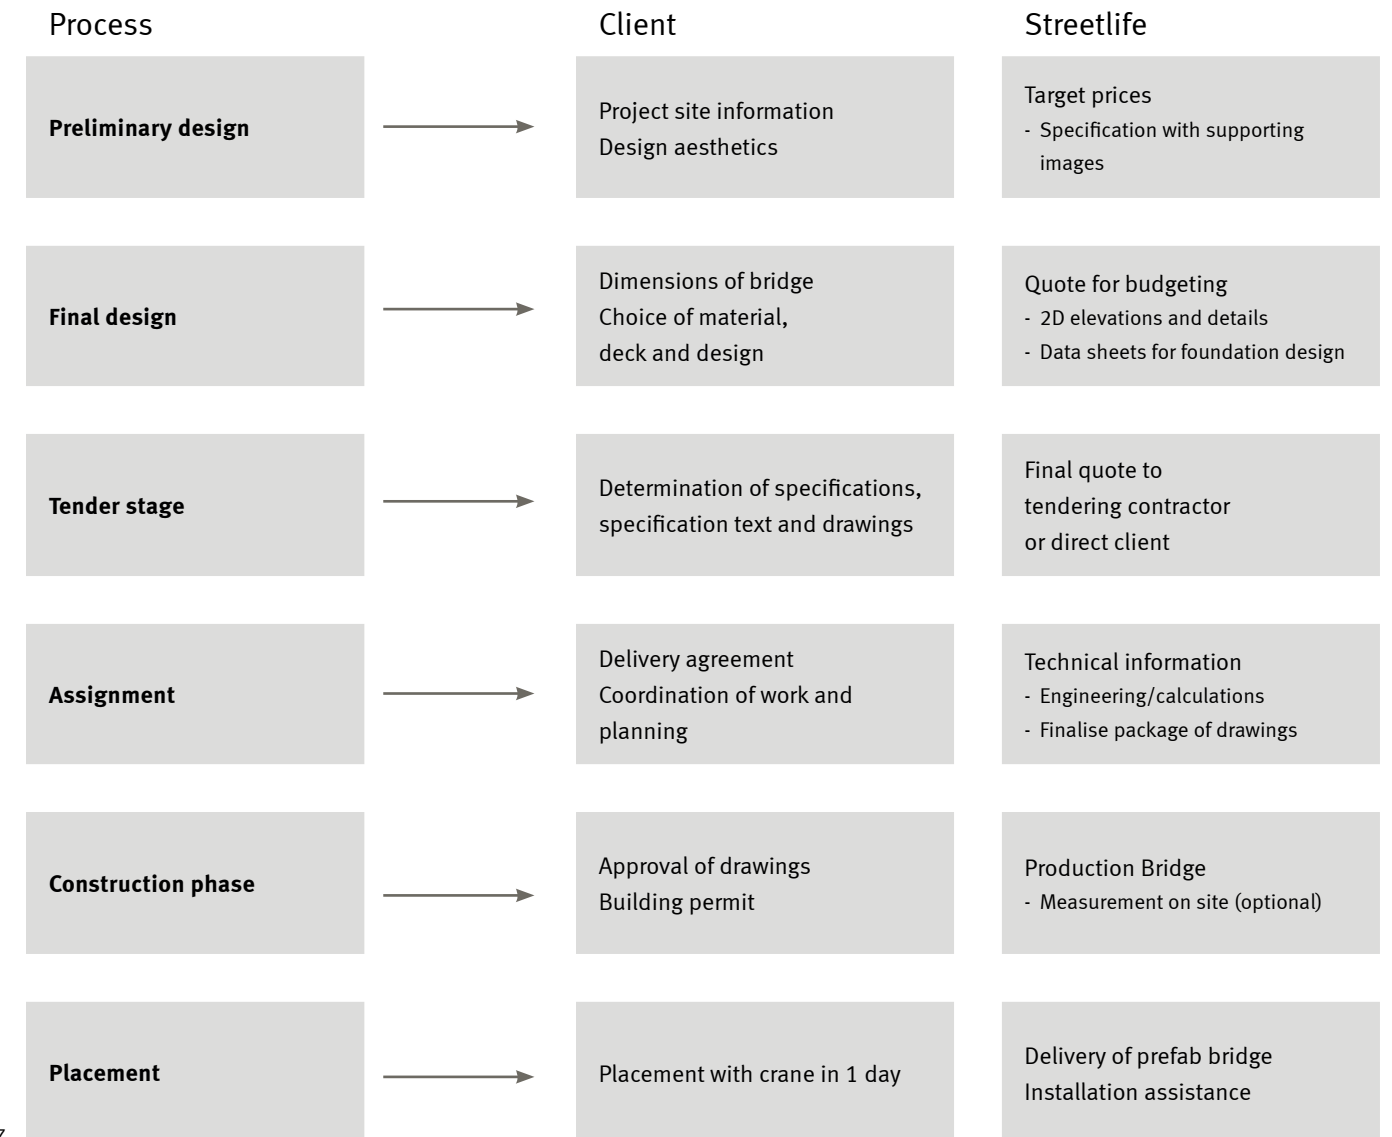 Process
Client
Streetlife
Preliminary design
Project site information
Design aesthetics
Target prices
- Specification with supporting
images
Final design
Dimensions of bridge
Choice of material,
deck and design
Quote for budgeting
- 2D elevations and details
- Data sheets for foundation design
Tender stage
Determination of specifications,
specification text and drawings
Final quote to
tendering contractor
or direct client
Assignment
Delivery agreement
Coordination of work and
planning
Technical information
- Engineering/calculations
- Finalise package of drawings
Construction phase
Approval of drawings
Building permit
Production Bridge
- Measurement on site (optional)
Placement
Placement with crane in 1 day
Delivery of prefab bridge
Installation assistance